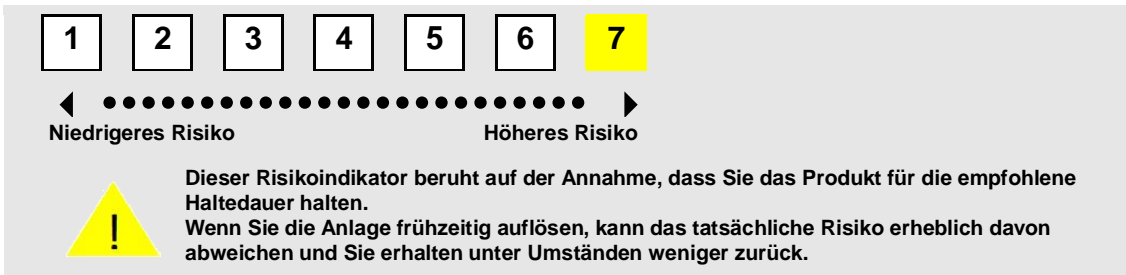 1 2 3 4 5 6 7
Niedrigeres Risiko Höheres Risiko
Dieser Risikoindikator beruht auf der Annahme, dass Sie das Produkt für die empfohlene
Haltedauer halten.
Wenn Sie die Anlage frühzeitig auflösen, kann das tatsächliche Risiko erheblich davon
abweichen und Sie erhalten unter Umständen weniger zurück.
!